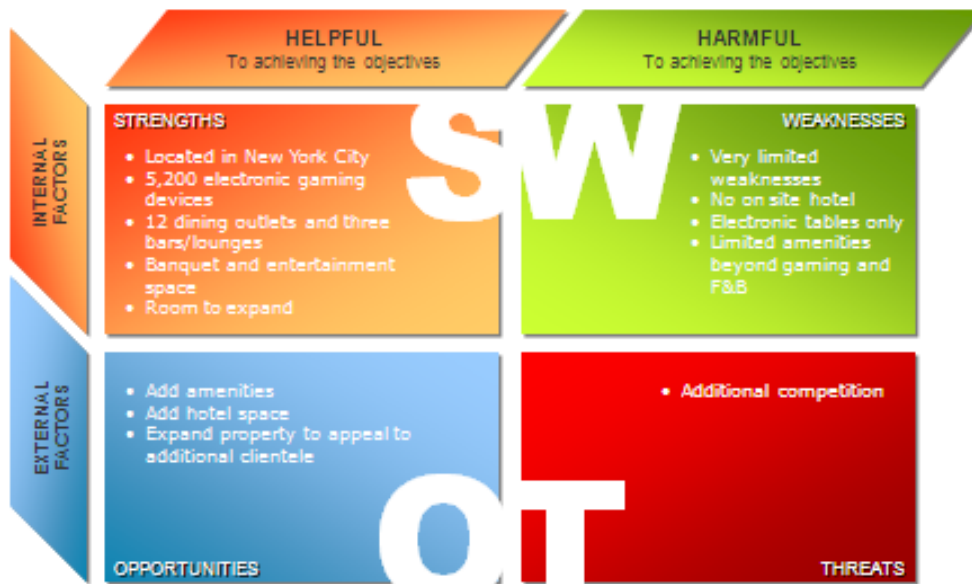 HELPFUL
To achieving the objectives
HARMFUL
To achieving the objectives
INTERNAL
FACTORS
STRENGTHS
• Located in New York City
• 5,200 electronic gaming
devices
• 12 dining outlets and three
bars/lounges
• Banquet and entertainment
space
• Room to expand
S
W
WEAKNESSES
• Very limited
weaknesses
• No on site hotel
• Electronic tables only
• Limited amenities
beyond gaming and
F&B
EXTERNAL
FACTORS
• Add amenities
• Add hotel space
• Expand property to appeal to
additional clientele
O
OPPORTUNITIES
• Additional competition
T
THREATS